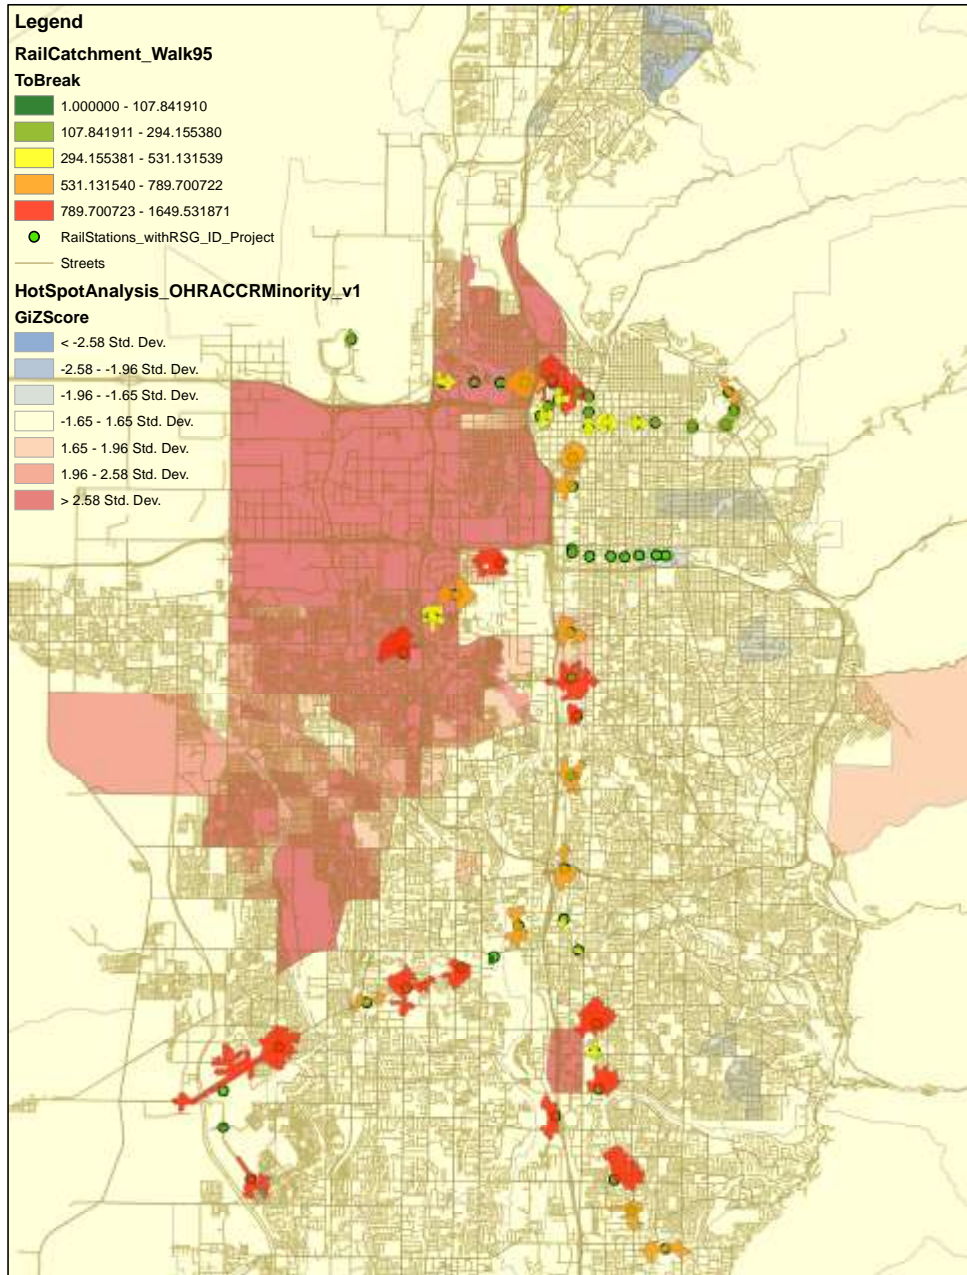 Legend
RailCatchment_Walk95
ToBreak
1.000000 - 107.841910
107.841911 - 294.155380
294.155381 - 531.131539
531.131540 - 789.700722
789.700723 - 1649.531871
RailStations_withRSG_ID_Project
Streets
HotSpotAnalysis_OHRACCRMinority_v1
GiZScore
< -2.58 Std. Dev.
-2.58 - -1.96 Std. Dev.
-1.96 - -1.65 Std. Dev.
-1.65 - 1.65 Std. Dev.
1.65 - 1.96 Std. Dev.
1.96 - 2.58 Std. Dev.
> 2.58 Std. Dev.